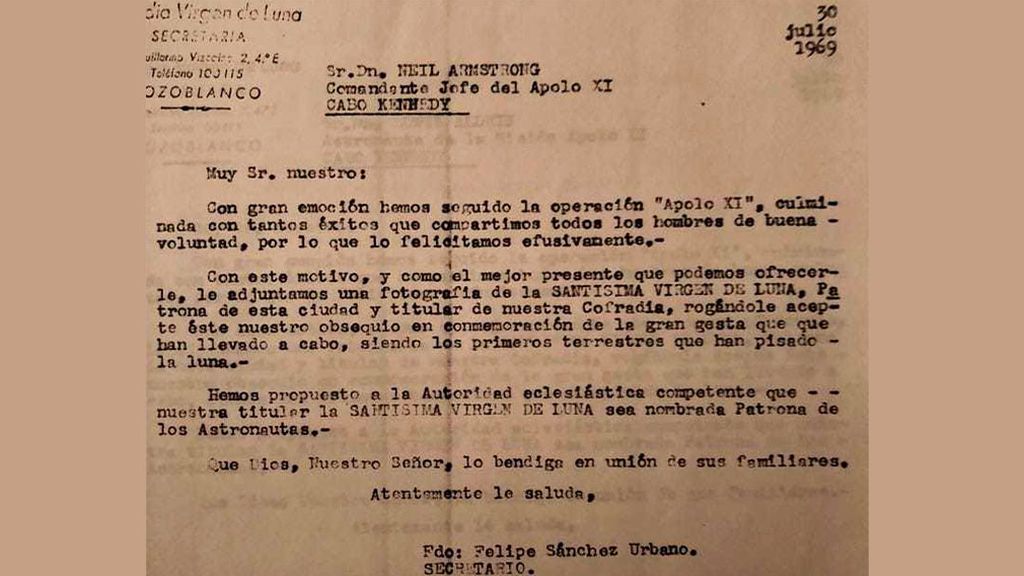 dia Virgen de Luna
SECRETARIA
2, 4.º E
Teléfono 100115
OZOBLANCO
30
julio
1969
Sr.Dn. NEIL ARMSTRONG
Comandante Jefe del Apolo XI
CABO KENNEDY
Muy Sr. nuestro:
Con gran emoción hemos seguido la operación "Apolo XI", culmi-
nada con tantos éxitos que compartimos todos los hombres de buena -
voluntad, por lo que lo felicitamos efusivamente.-
Con este motivo, y como el mejor presente que podemos ofrecer-
le, le adjuntamos una fotografia de la SANTISIMA VIRGEN DE LUNA, Pa
trona de esta ciudad y titular de nuestra Cofradia, rogándole acep-
te éste nuestro obsequio en conmemoración de la gran gesta que que
han llevado a cabo, siendo los primeros terrestres que han pisado -
la luna.-
Hemos propuesto a la Autoridad eclesiástica competente que - -
nuestra titular la SANTISIMA VIRGEN DE LUNA sea nombrada Patrona de
los Astronautas.-
Que Dios, Nuestro Señor, lo bendiga en unión de sus familiares.
Atentamente le saluda,
Fdo: Felipe Sánchez Urbano.
SECRETARIO.